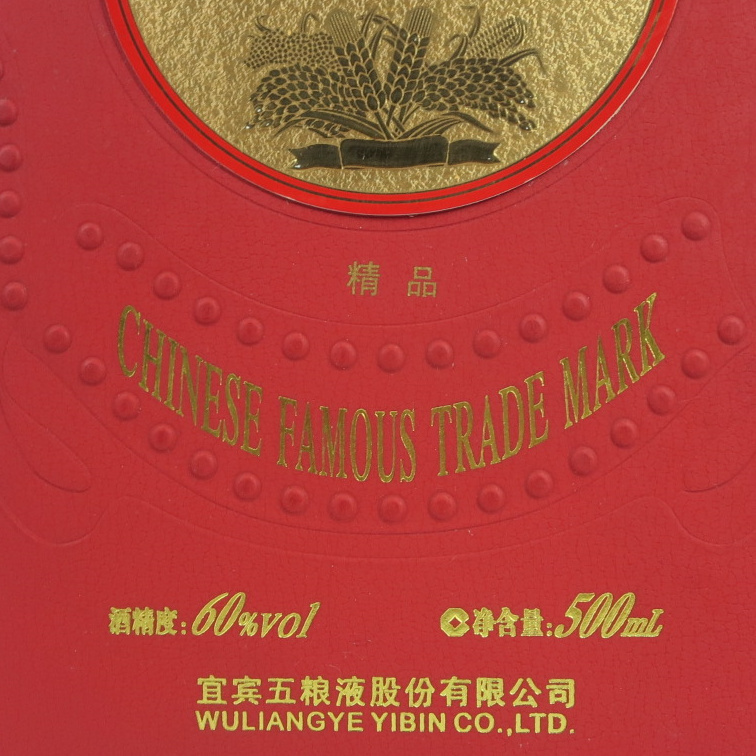 精品
CHINESE FAMOUS TRADE MARK
酒精度:60%vol 净含量:500mL
宜宾五粮液股份有限公司
WULIANGYE YIBIN CO.,LTD.